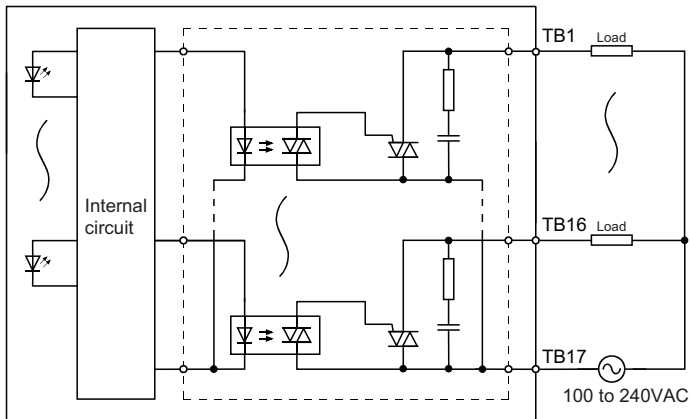 TB1
Load
Internal
circuit
TB16
Load
TB17
100 to 240VAC